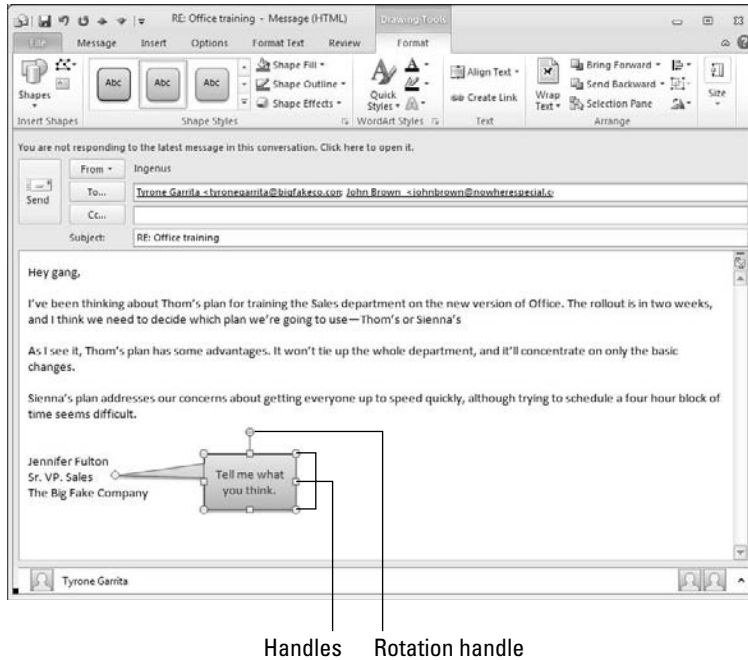 RE: Office training - Message (HTML)
Drawing Tools
File Message Insert Options Format Text Review Format
Shapes
Abc Abc Abc
Shape Fill
Shape Outline
Shape Effects
Quick Styles
Align Text
Create Link
Wrap Text
Bring Forward
Send Backward
Selection Pane
Size
Insert Shapes Shape Styles WordArt Styles Text Arrange
You are not responding to the latest message in this conversation. Click here to open it.
Send
From Ingenus
To... Tyrone Garrita <tyronegarrita@bigfakeco.com; John Brown <johnbrown@nowherespecial.c
Cc...
Subject: RE: Office training
Hey gang,
I've been thinking about Thom's plan for training the Sales department on the new version of Office. The rollout is in two weeks,
and I think we need to decide which plan we're going to use—Thom's or Sienna's
As I see it, Thom's plan has some advantages. It won't tie up the whole department, and it'll concentrate on only the basic
changes.
Sienna's plan addresses our concerns about getting everyone up to speed quickly, although trying to schedule a four hour block of
time seems difficult.
Jennifer Fulton
Sr. VP. Sales
The Big Fake Company
Tell me what
you think.
Tyrone Garrita
Handles Rotation handle